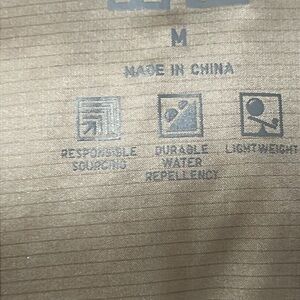 M
MADE IN CHINA
RESPONSIBLE SOURCING
DURABLE WATER REPELLENCY
LIGHTWEIGHT